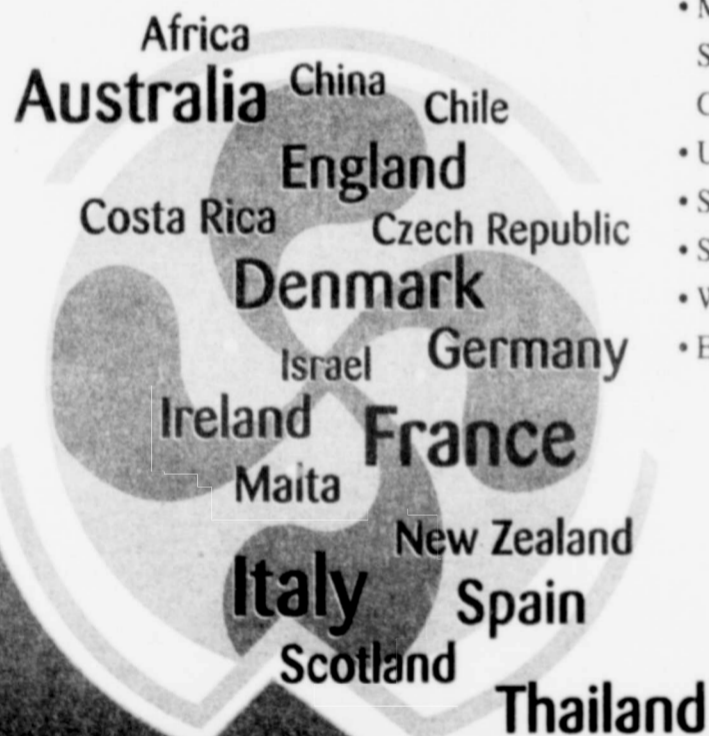 Africa
Australia
China
Chile
England
Costa Rica
Czech Republic
Denmark
Germany
Israel
Ireland
France
Maita
New Zealand
Italy
Spain
Scotland
Thailand